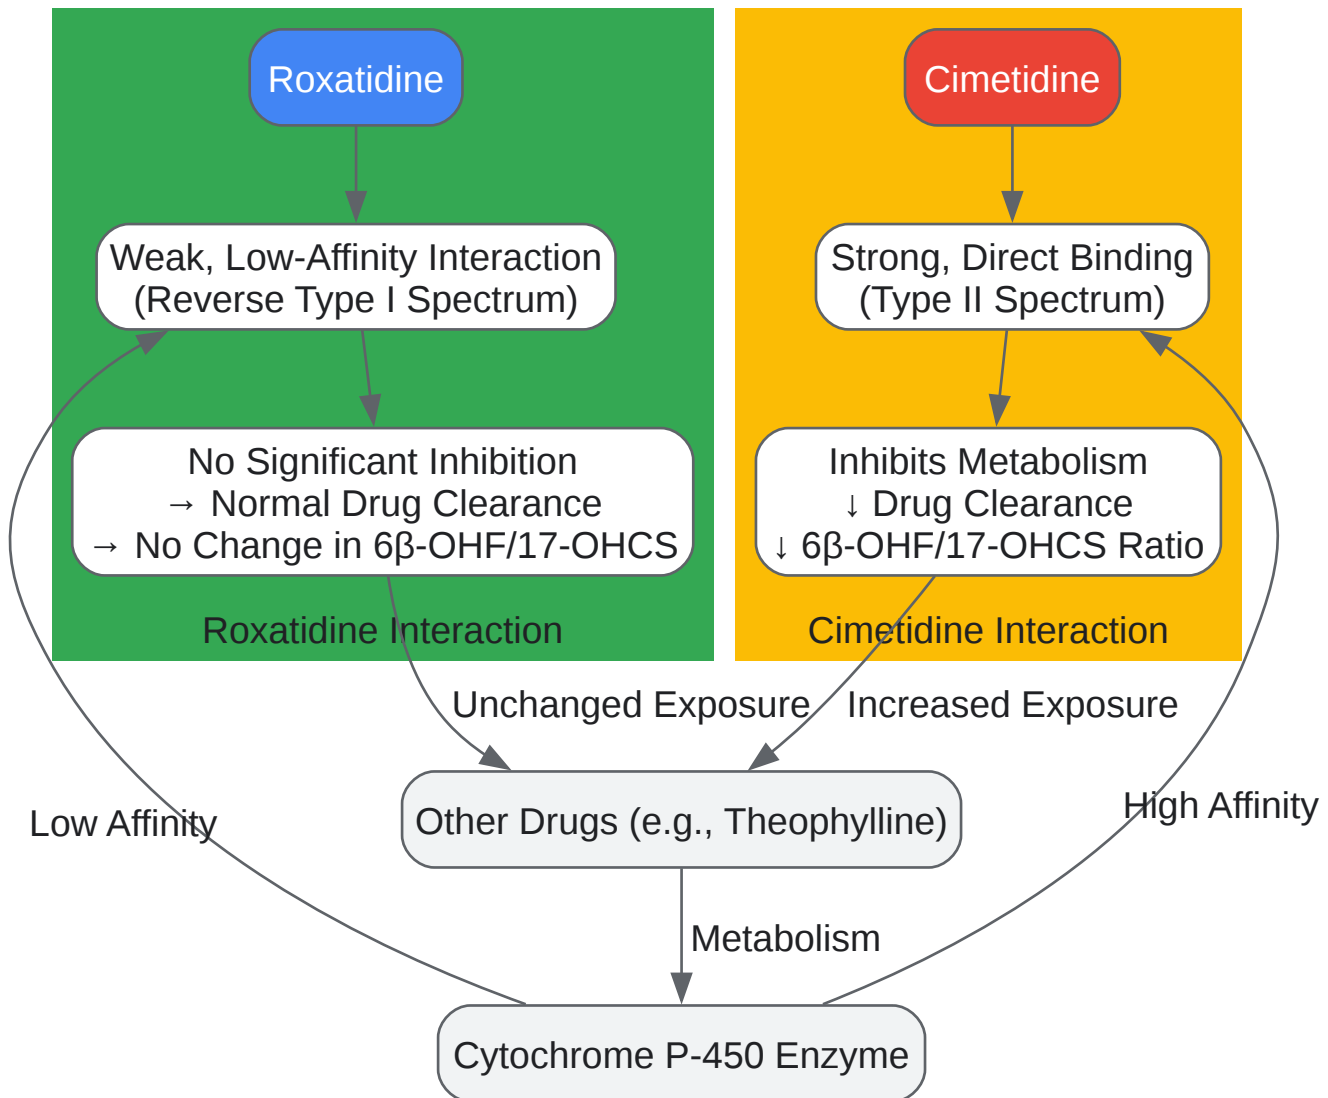 Roxatidine
Cimetidine
Weak, Low-Affinity Interaction
(Reverse Type I Spectrum)
Strong, Direct Binding
(Type II Spectrum)
No Significant Inhibition
→ Normal Drug Clearance
→ No Change in 6β-OHF/17-OHCS
Inhibits Metabolism
↓ Drug Clearance
↓ 6β-OHF/17-OHCS Ratio
Roxatidine Interaction
Cimetidine Interaction
Unchanged Exposure
Increased Exposure
Other Drugs (e.g., Theophylline)
Low Affinity
High Affinity
Metabolism
Cytochrome P-450 Enzyme